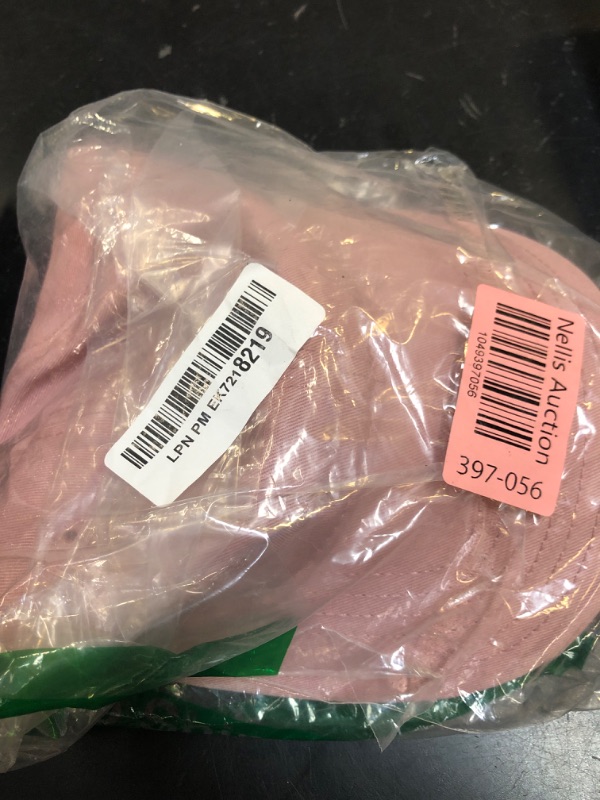 LPN PM EK7218219
Nellis Auction
1049397056
397-056